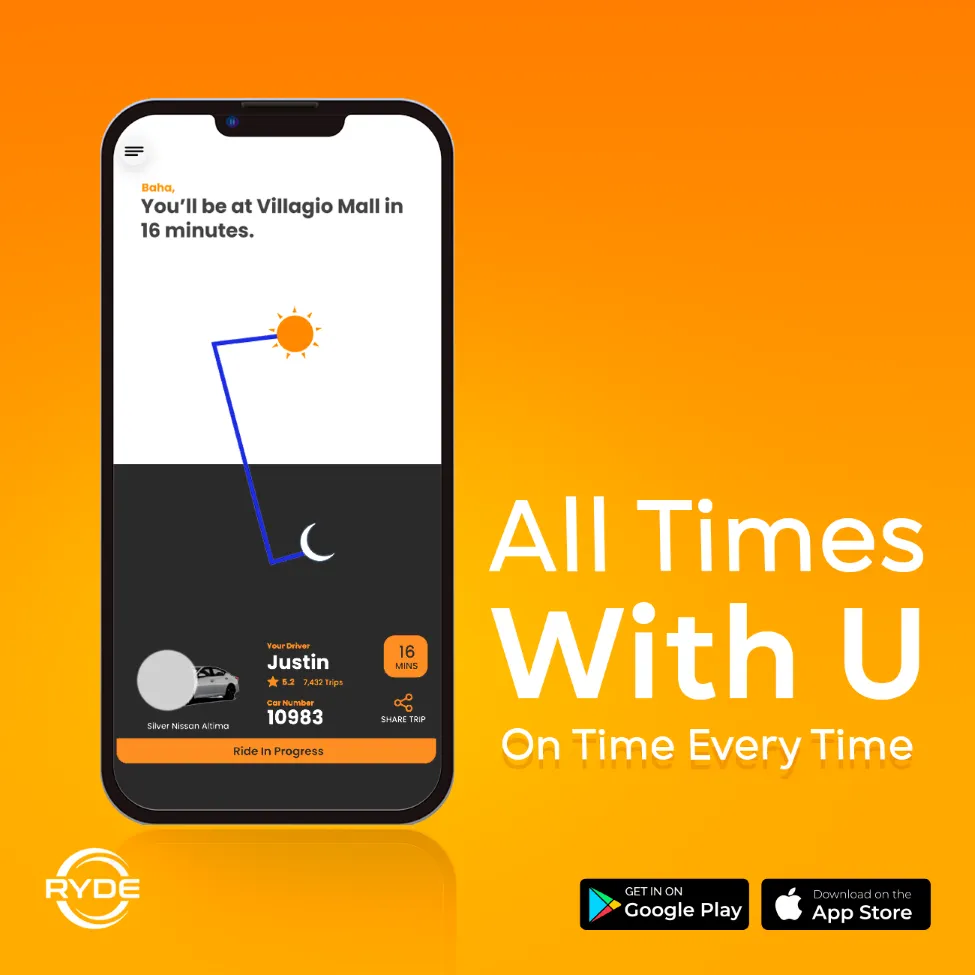 Baha,
You'll be at Villagio Mall in
16 minutes.
Your Driver
Justin
5.2 7,432 Trips
Car Number
10983
16
MINS
SHARE TRIP
Silver Nissan Altima
Ride In Progress
All Times
With U
On Time Every Time
RYDE
GET IN ON
Google Play
Download on the
App Store